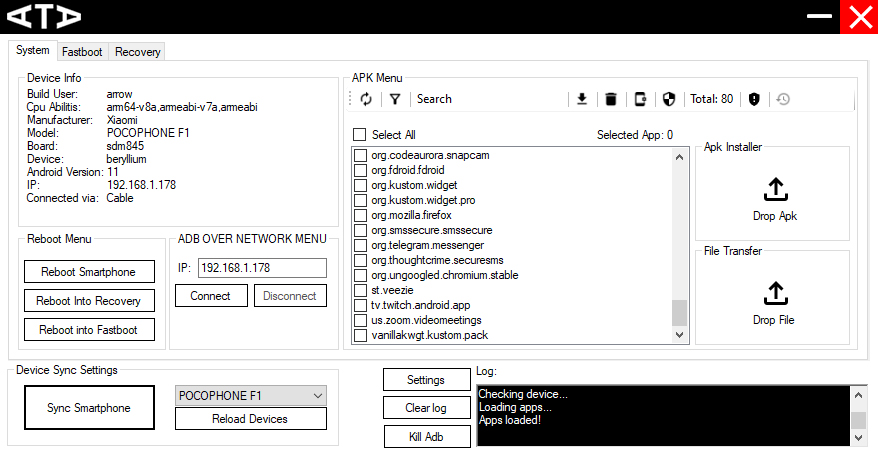 ATA
System Fastboot Recovery
Device Info
Build User: arrow
Cpu Abilitis: arm64-v8a,armeabi-v7a,armeabi
Manufacturer: Xiaomi
Model: POCOPHONE F1
Board: sdm845
Device: beryllium
Android Version: 11
IP: 192.168.1.178
Connected via: Cable
Reboot Menu
Reboot Smartphone
Reboot Into Recovery
Reboot into Fastboot
ADB OVER NETWORK MENU
IP: 192.168.1.178
Connect Disconnect
APK Menu
Search Total: 80
Select All Selected App: 0
org.codeaurora.snapcam
org.fdroid.fdroid
org.kustom.widget
org.kustom.widget.pro
org.mozilla.firefox
org.smssecure.smssecure
org.telegram.messenger
org.thoughtcrime.securesms
org.ungoogled.chromium.stable
st.veezie
tv.twitch.android.app
us.zoom.videomeetings
vanillakwgt.kustom.pack
Apk Installer
Drop Apk
File Transfer
Drop File
Device Sync Settings
Sync Smartphone
POCOPHONE F1
Reload Devices
Settings
Clear log
Kill Adb
Log:
Checking device...
Loading apps...
Apps loaded!